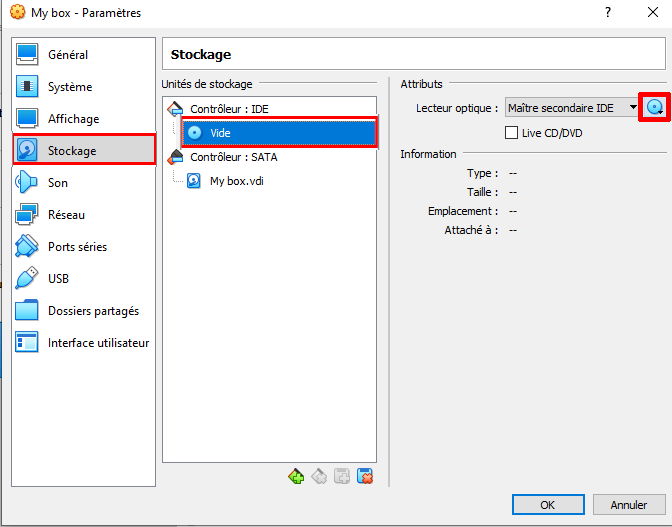 My box - Paramètres
?
Général
Système
Affichage
Stockage
Son
Réseau
Ports séries
USB
Dossiers partagés
Interface utilisateur
Stockage
Unités de stockage
Contrôleur : IDE
Vide
Contrôleur : SATA
My box.vdi
Attributs
Lecteur optique : Maître secondaire IDE
Live CD/DVD
Information
Type : --
Taille : --
Emplacement : --
Attaché à : --
OK
Annuler